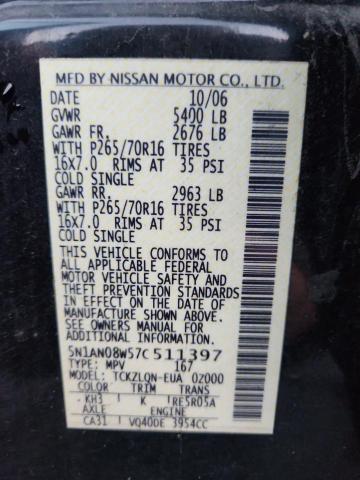 MFD BY NISSAN MOTOR CO., LTD.
DATE 10/06
GVWR 5400 LB
GAWR FR. 2676 LB
WITH P265/70R16 TIRES
16X7.0 RIMS AT 35 PSI
COLD SINGLE
GAWR RR. 2963 LB
WITH P265/70R16 TIRES
16X7.0 RIMS AT 35 PSI
COLD SINGLE
THIS VEHICLE CONFORMS TO
ALL APPLICABLE FEDERAL
MOTOR VEHICLE SAFETY AND
THEFT PREVENTION STANDARDS
IN EFFECT ON THE DATE OF
MANUFACTURE SHOWN ABOVE.
SEE OWNERS MANUAL FOR
ADDITIONAL INFORMATION.
5N1AN08W57C511397
TYPE: MPV 167
TCKZLQN-EUA 02000
COLOR TRIM TRANS
KH3 K RE5R05A
AXLE ENGINE
CA31 VQ40DE 3954CC